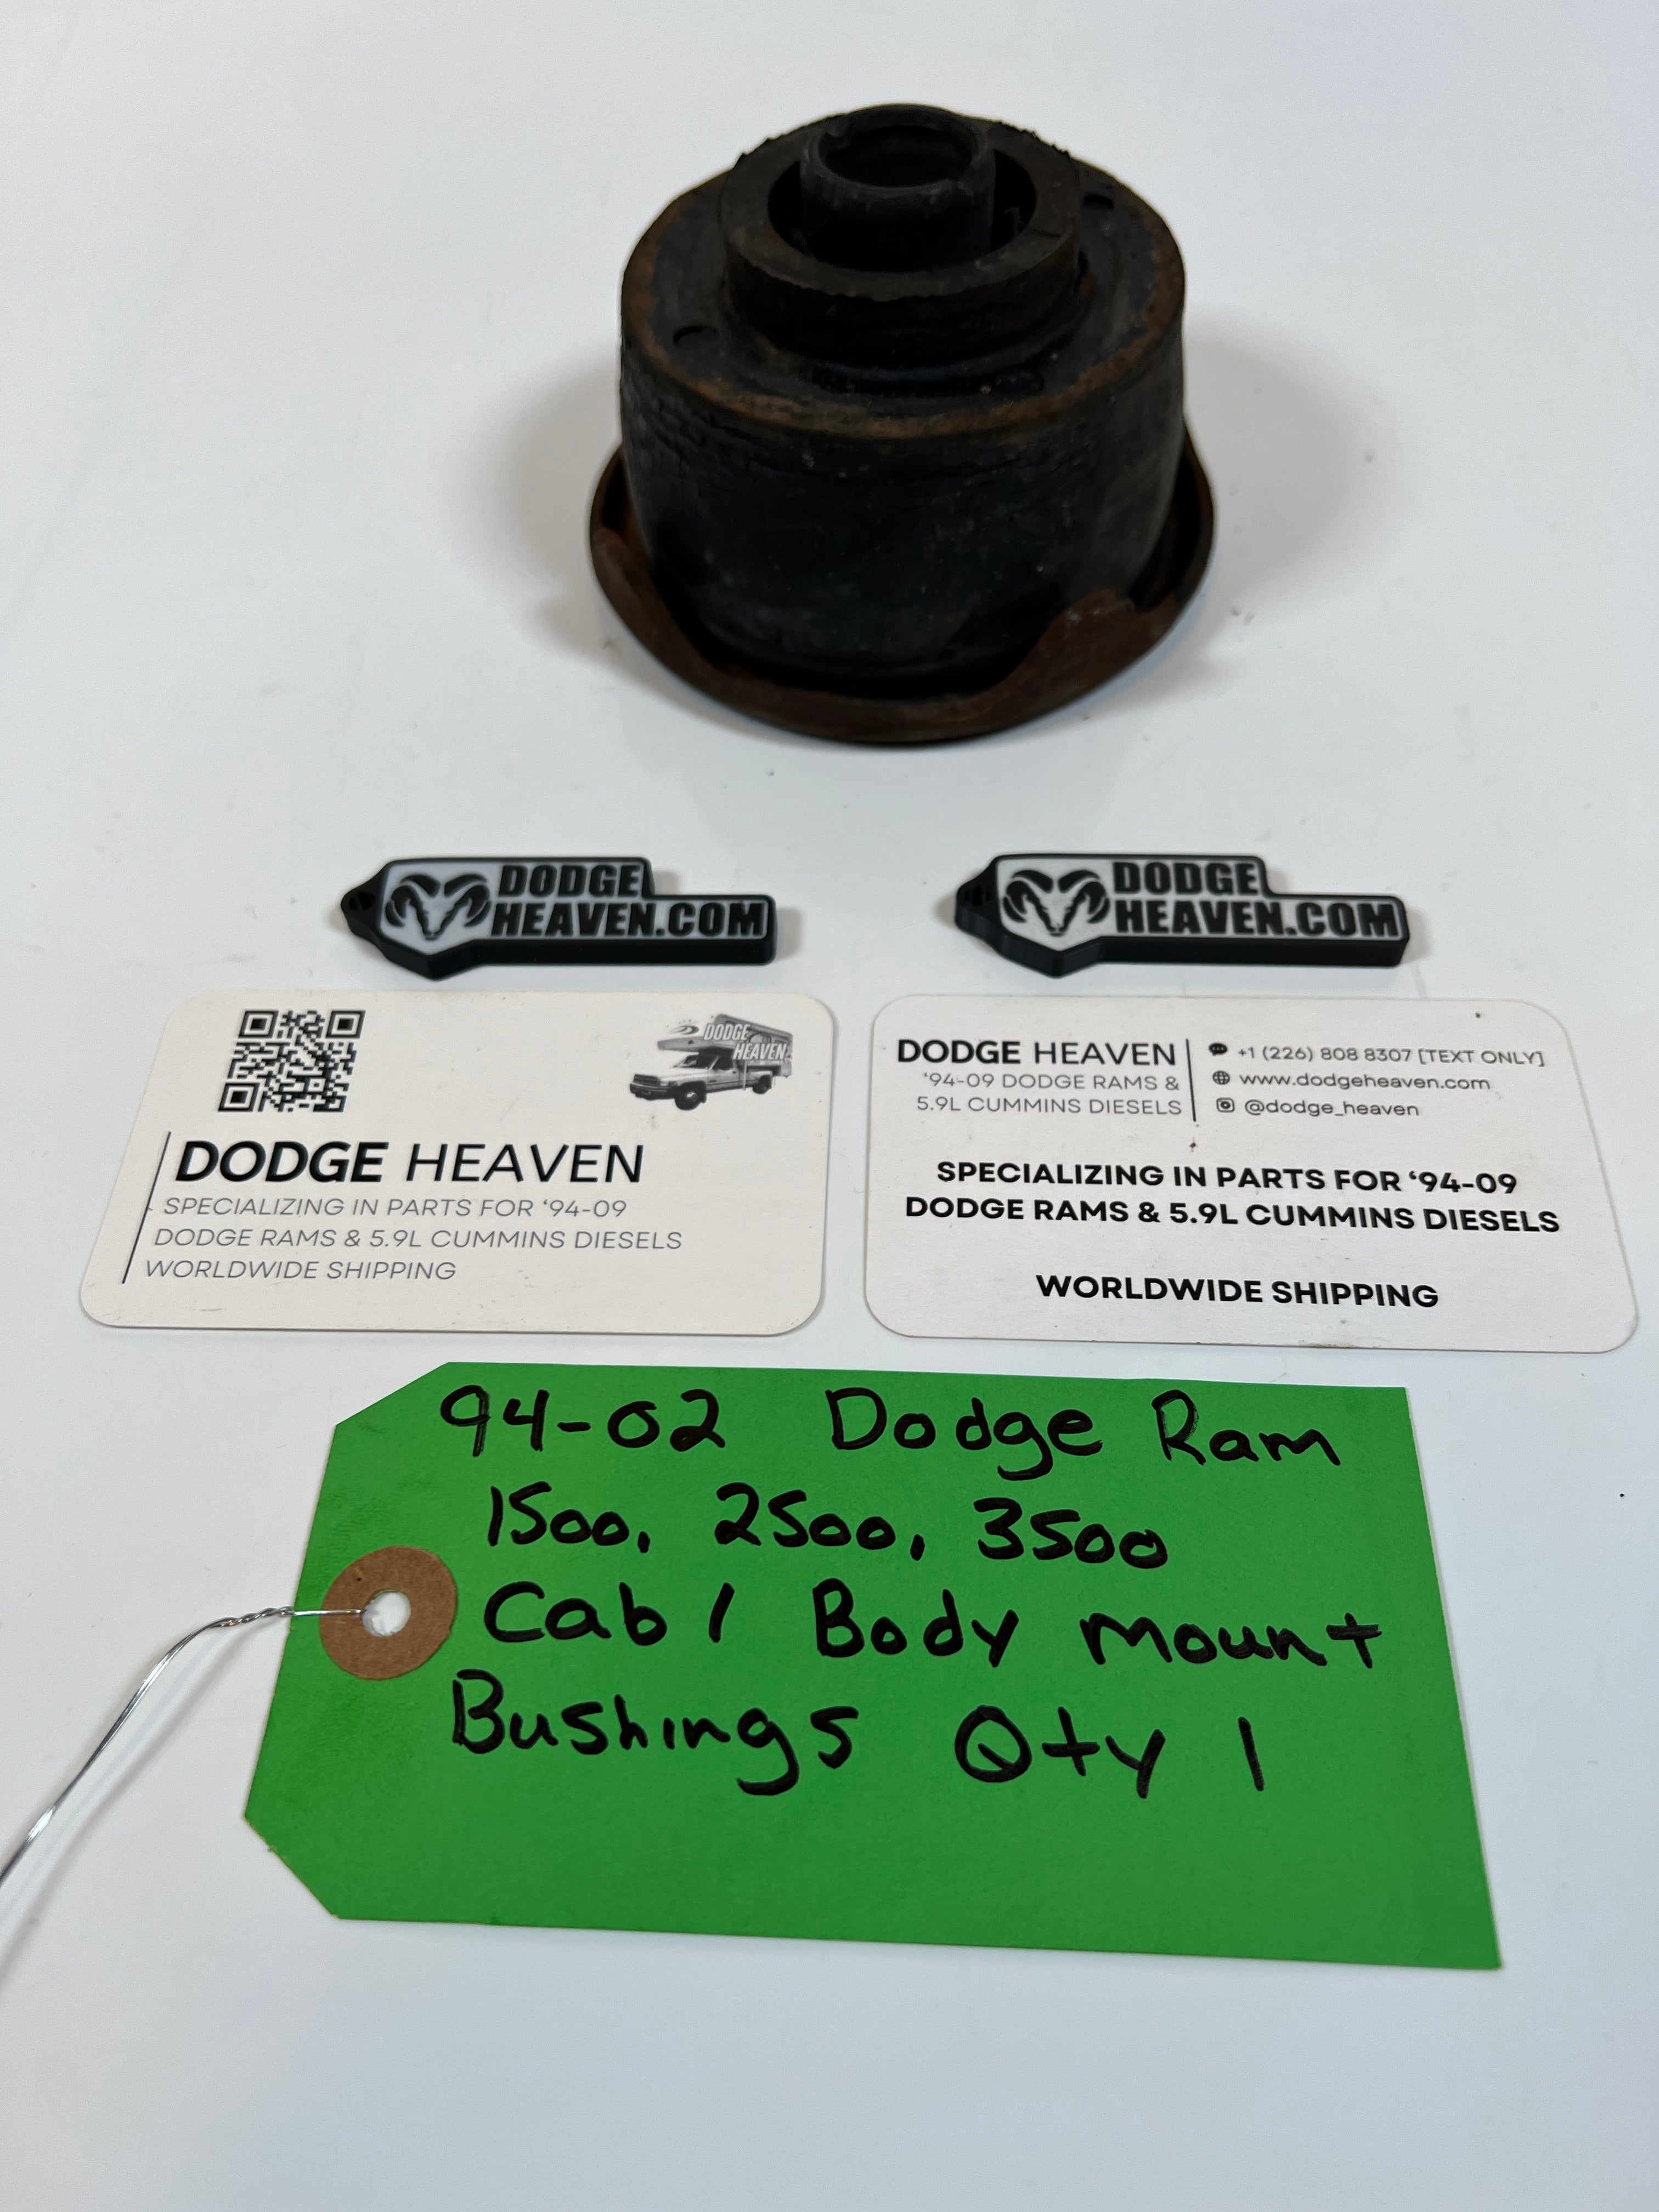 DODGE
HEAVEN.COM
DODGE
HEAVEN.COM
DODGE
HEAVEN
DODGE HEAVEN
SPECIALIZING IN PARTS FOR ‘94-09
DODGE RAMS & 5.9L CUMMINS DIESELS
WORLDWIDE SHIPPING
DODGE HEAVEN
‘94-09 DODGE RAMS &
5.9L CUMMINS DIESELS
+1 (226) 808 8307 [TEXT ONLY]
www.dodgeheaven.com
@dodge_heaven
SPECIALIZING IN PARTS FOR ‘94-09
DODGE RAMS & 5.9L CUMMINS DIESELS
WORLDWIDE SHIPPING
94-02 Dodge Ram
1500, 2500, 3500
Cab / Body Mount
Bushings Qty 1